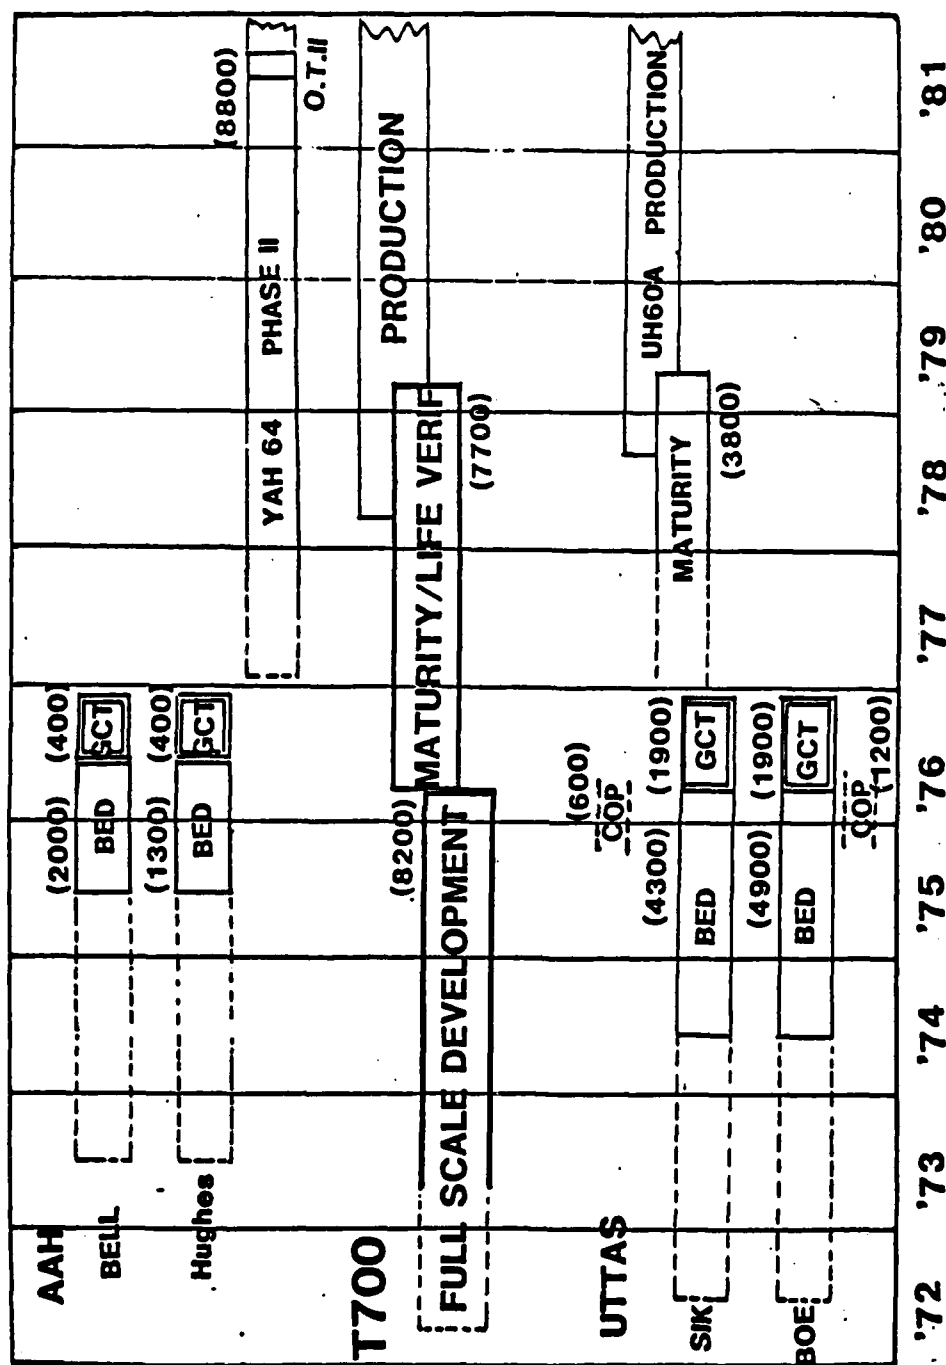 AAH
BELL
(2000) (400)
BED GCT
Hughes
(1300) (400)
BED GCT
(8800)
YAH 64 PHASE II
O.T.II
T700
(8200)
FULL SCALE DEVELOPMENT
MATURITY/LIFE VERIF
(7700)
PRODUCTION
UTTAS
(600)
COP
SIK
(4300) (1900)
BED GCT
MATURITY
(3800)
UH60A PRODUCTION
BOE
(4900) (1900)
BED GCT
COP
(1200)
'72 '73 '74 '75 '76 '77 '78 '79 '80 '81